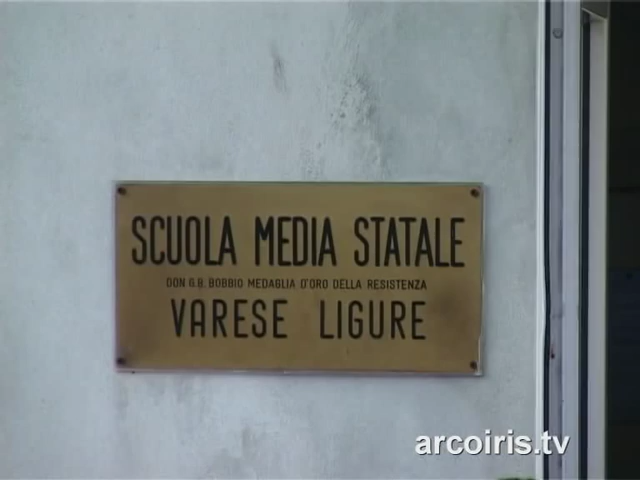 SCUOLA MEDIA STATALE
DON G.B. BOBBIO MEDAGLIA D'ORO DELLA RESISTENZA
VARESE LIGURE
arcoiris.tv